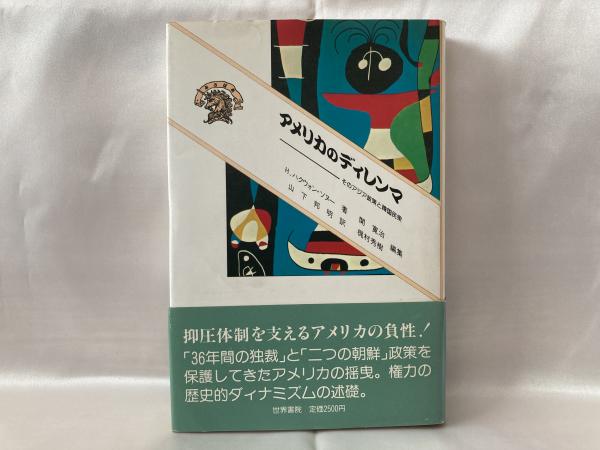 アメリカのディレンマ
そのアジア政策と韓国民衆
H.ハクウォン・ソヌー 著 関 寛治 編集
山下邦明 訳 梶村秀樹
抑圧体制を支えるアメリカの負性!
「36年間の独裁」と「二つの朝鮮」政策を
保護してきたアメリカの揺曳。権力の
歴史的ダイナミズムの述礎。
世界書院 定価2500円